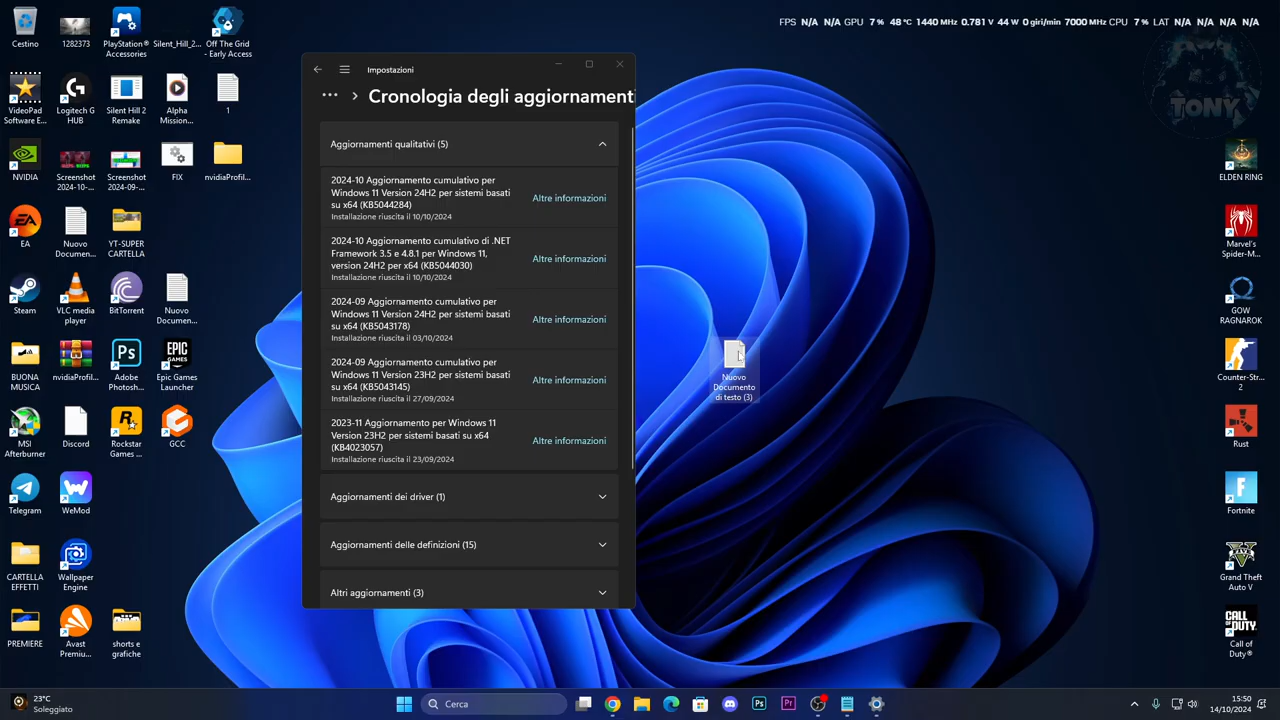 FPS N/A N/A GPU 7 % 48 °C 1440 MHz 0.781 V 44 W 0 giri/min 7000 MHz CPU 7 % LAT N/A N/A N/A N/A
TONY
Cestino
1282373
PlayStation®
Accessories
Silent_Hill_2...
Off The Grid
- Early Access
VideoPad
Software E...
Logitech G
HUB
Silent Hill 2
Remake
Alpha
Mission...
1
NVIDIA
Screenshot
2024-10-...
Screenshot
2024-09-...
FIX
nvidiaProfil...
EA
Nuovo
Documen...
YT-SUPER
CARTELLA
Steam
VLC media
player
BitTorrent
Nuovo
Documen...
BUONA
MUSICA
nvidiaProfil...
Adobe
Photosh...
Epic Games
Launcher
MSI
Afterburner
Discord
Rockstar
Games ...
GCC
Telegram
WeMod
CARTELLA
EFFETTI
Wallpaper
Engine
PREMIERE
Avast
Premiu...
shorts e
grafiche
Impostazioni
Cronologia degli aggiornament
Aggiornamenti qualitativi (5)
2024-10 Aggiornamento cumulativo per
Windows 11 Version 24H2 per sistemi basati
su x64 (KB5044284)
Installazione riuscita il 10/10/2024
Altre informazioni
2024-10 Aggiornamento cumulativo di .NET
Framework 3.5 e 4.8.1 per Windows 11,
version 24H2 per x64 (KB5044030)
Installazione riuscita il 10/10/2024
Altre informazioni
2024-09 Aggiornamento cumulativo per
Windows 11 Version 24H2 per sistemi basati
su x64 (KB5043178)
Installazione riuscita il 03/10/2024
Altre informazioni
2024-09 Aggiornamento cumulativo per
Windows 11 Version 23H2 per sistemi basati
su x64 (KB5043145)
Installazione riuscita il 27/09/2024
Altre informazioni
2023-11 Aggiornamento per Windows 11
Version 23H2 per sistemi basati su x64
(KB4023057)
Installazione riuscita il 23/09/2024
Altre informazioni
Aggiornamenti dei driver (1)
Aggiornamenti delle definizioni (15)
Altri aggiornamenti (3)
Nuovo
Documento
di testo (3)
ELDEN RING
Marvel's
Spider-M...
GOW
RAGNAROK
Counter-Str...
2
Rust
Fortnite
Grand Theft
Auto V
Call of
Duty®
23°C
Soleggiato
Cerca
15:50
14/10/2024